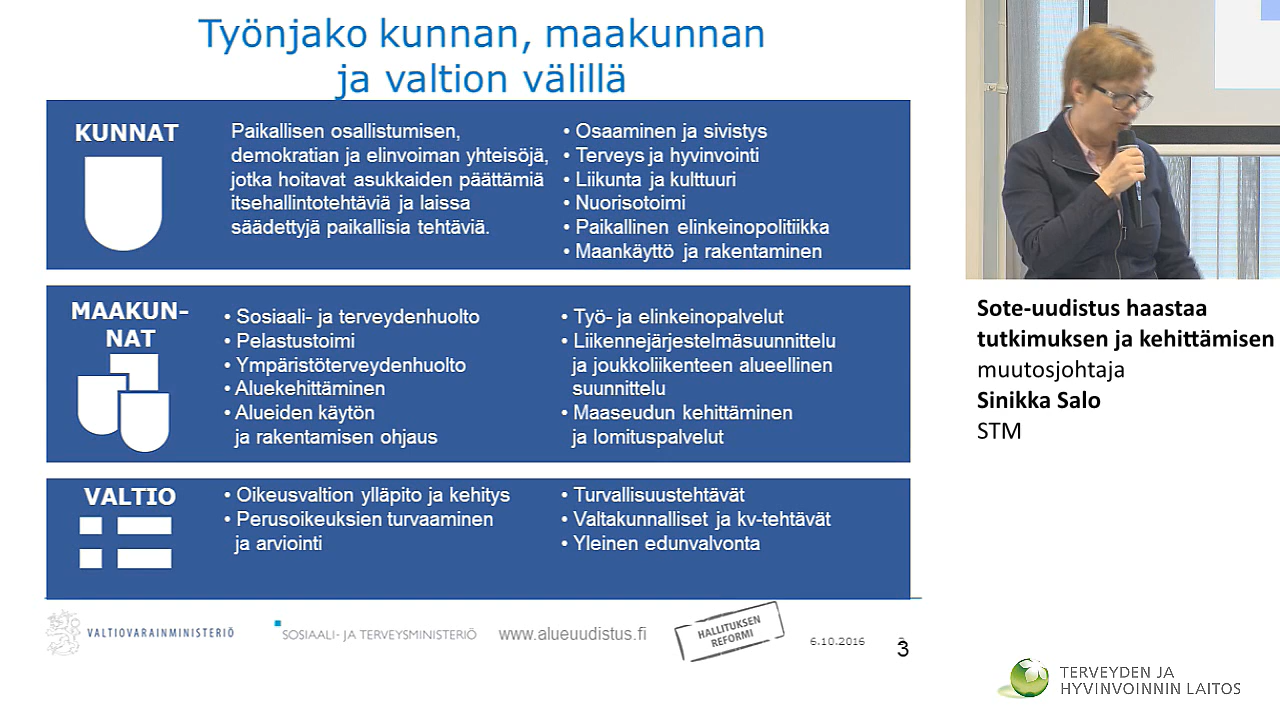 Työnjako kunnan, maakunnan
ja valtion välillä
KUNNAT
Paikallisen osallistumisen,
demokratian ja elinvoiman yhteisöjä,
jotka hoitavat asukkaiden päättämiä
itsehallintotehtäviä ja laissa
säädettyjä paikallisia tehtäviä.
• Osaaminen ja sivistys
• Terveys ja hyvinvointi
• Liikunta ja kulttuuri
• Nuorisotoimi
• Paikallinen elinkeinopolitiikka
• Maankäyttö ja rakentaminen
MAAKUN-
NAT
• Sosiaali- ja terveydenhuolto
• Pelastustoimi
• Ympäristöterveydenhuolto
• Aluekehittäminen
• Alueiden käytön
ja rakentamisen ohjaus
• Työ- ja elinkeinopalvelut
• Liikennejärjestelmäsuunnittelu
ja joukkoliikenteen alueellinen
suunnittelu
• Maaseudun kehittäminen
ja lomituspalvelut
VALTIO
• Oikeusvaltion ylläpito ja kehitys
• Perusoikeuksien turvaaminen
ja arviointi
• Turvallisuustehtävät
• Valtakunnalliset ja kv-tehtävät
• Yleinen edunvalvonta
VALTIOVARAINMINISTERIÖ
SOSIAALI- JA TERVEYSMINISTERIÖ
www.alueuudistus.fi
HALLITUKSEN
REFORMI
6.10.2016
3
Sote-uudistus haastaa
tutkimuksen ja kehittämisen
muutosjohtaja
Sinikka Salo
STM
TERVEYDEN JA
HYVINVOINNIN LAITOS